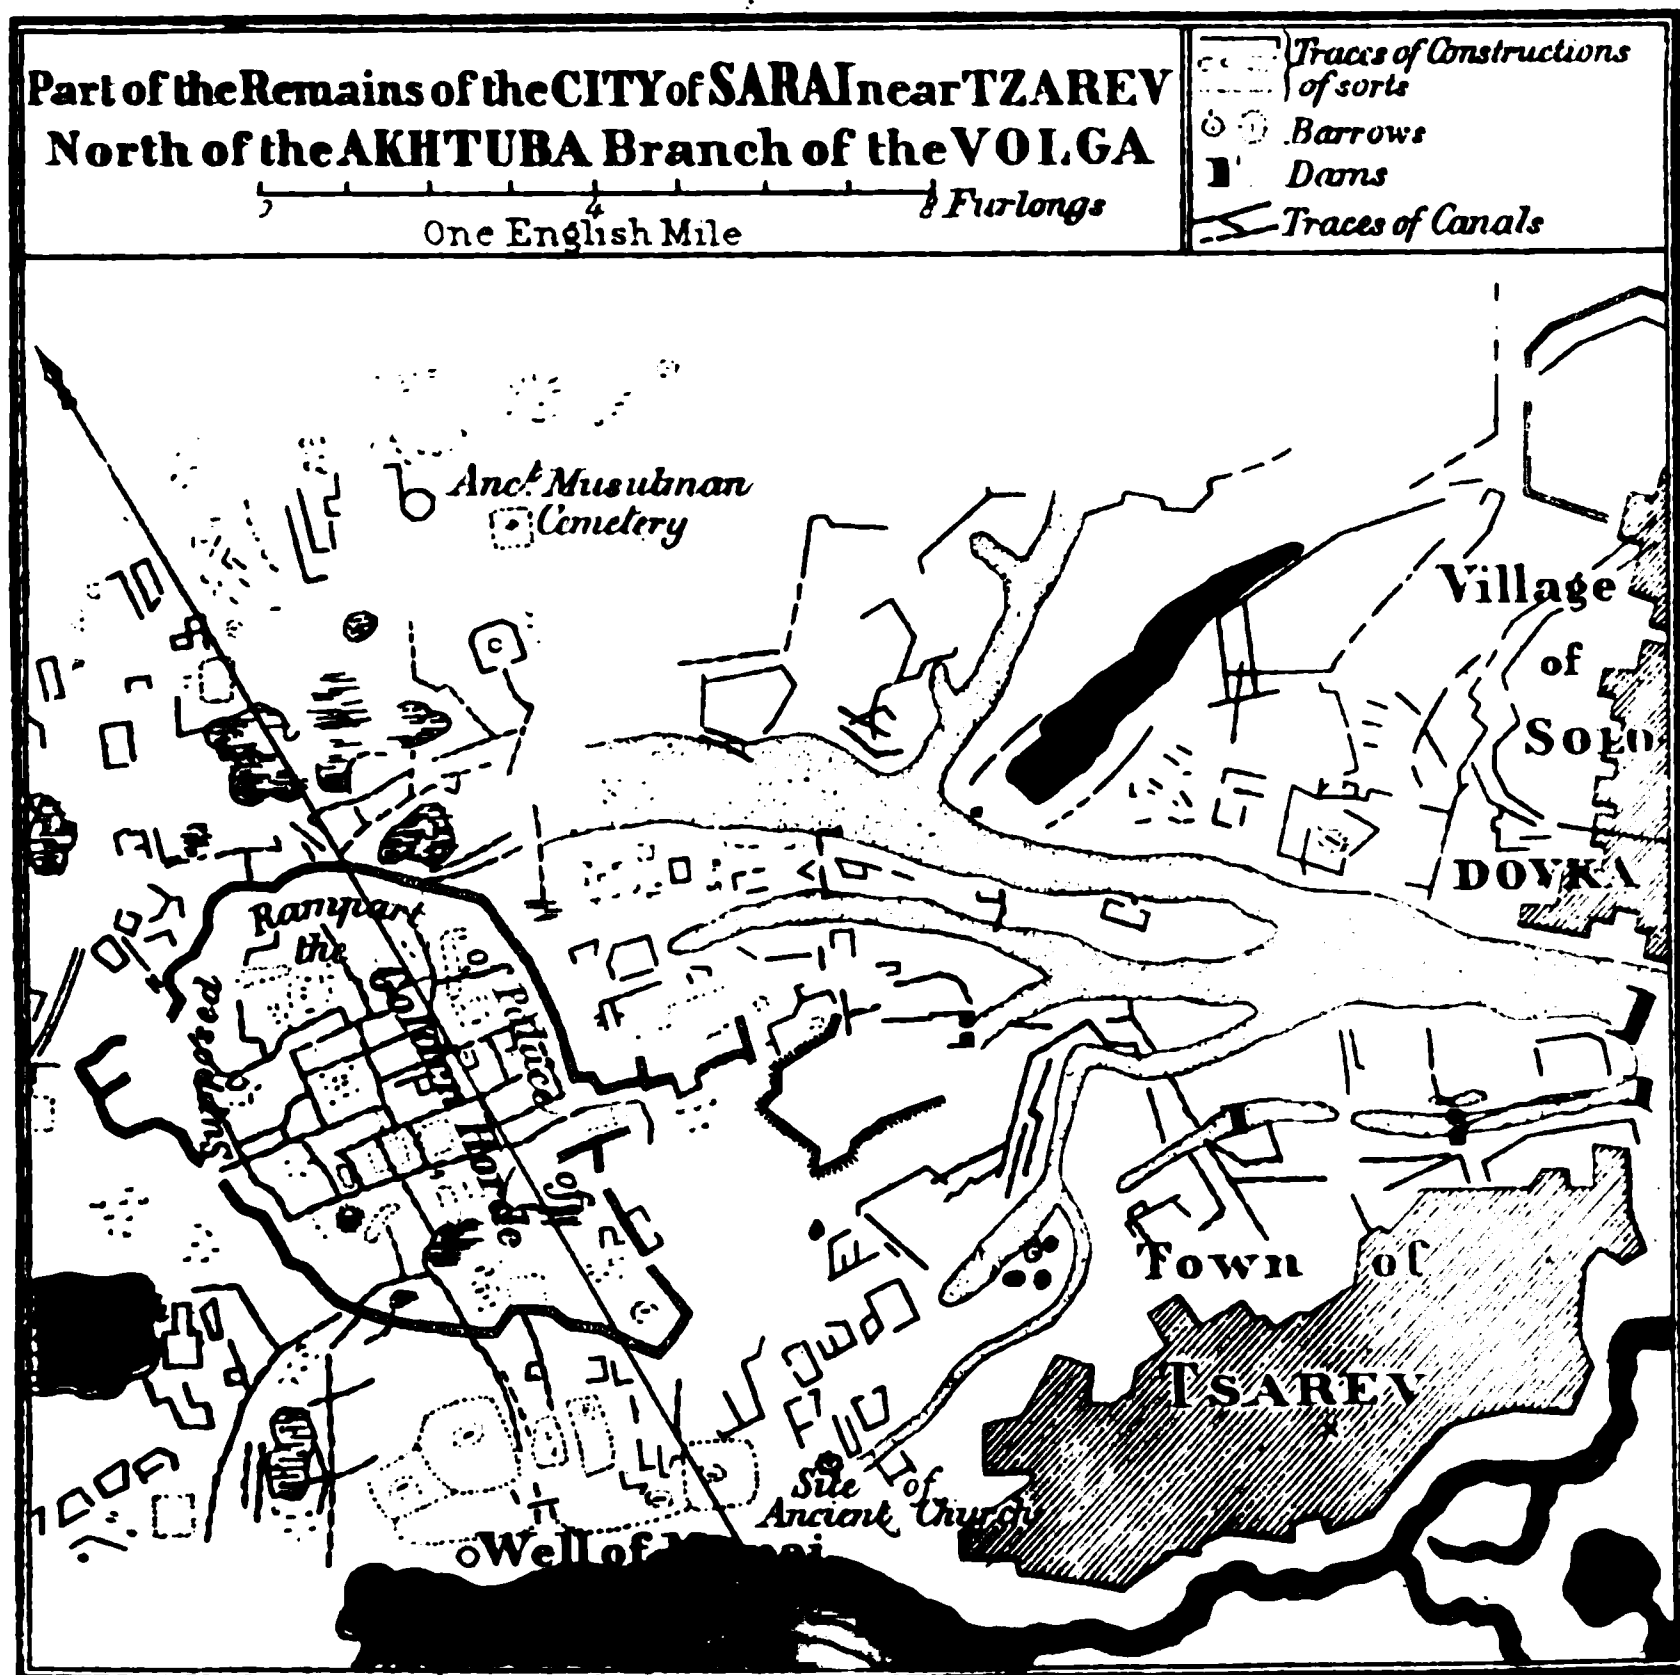 Part of the Remains of the CITY of SARAI near TZAREV
North of the AKHTUBA Branch of the VOLGA
4 8 Furlongs
One English Mile
Traces of Constructions
of sorts
Barrows
Dams
Traces of Canals
Anct. Musulman
Cemetery
C
Village
of
SOLO
DOVKA
Supposed Rampart of
the Palace of
the Golden Horde
Town of
TSAREV
Site of
Ancient Church
Well of